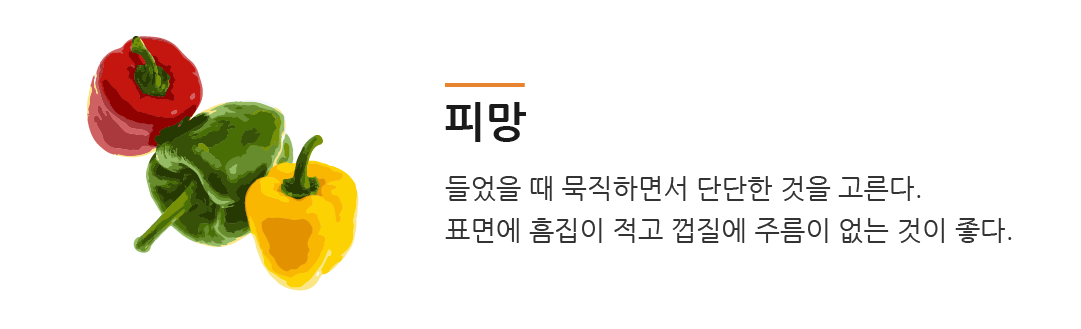 피망
들었을 때 묵직하면서 단단한 것을 고른다.
표면에 흠집이 적고 껍질에 주름이 없는 것이 좋다.